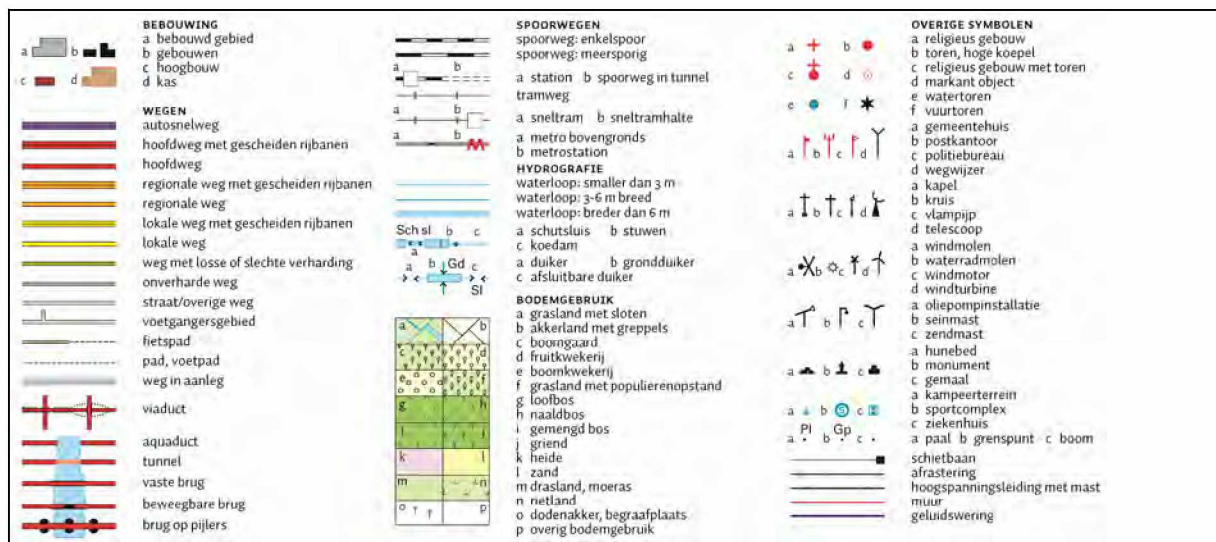 BEBOUWING
a bebouwd gebied
a b
b gebouwen
c hoogbouw
c d
d kas
WEGEN
autosnelweg
hoofdweg met gescheiden rijbanen
hoofdweg
regionale weg met gescheiden rijbanen
regionale weg
lokale weg met gescheiden rijbanen
lokale weg
weg met losse of slechte verharding
onverharde weg
straat/overige weg
voetgangersgebied
fietspad
pad, voetpad
weg in aanleg
viaduct
aquaduct
tunnel
vaste brug
beweegbare brug
brug op pijlers
SPOORWEGEN
spoorweg: enkelspoor
spoorweg: meersporig
a b
a station b spoorweg in tunnel
tramweg
a b
a sneltram b sneltramhalte
a b
a metro bovengronds
b metrostation
HYDROGRAFIE
waterloop: smaller dan 3 m
waterloop: 3-6 m breed
waterloop: breder dan 6 m
Sch sl b c
a
a schutsluis b stuwen
c koedam
a b Gd c
Sl
a duiker b grondduiker
c afsluitbare duiker
BODEMGEBRUIK
a b
a grasland met sloten
b akkerland met greppels
c d
c boomgaard
d fruitkwekerij
e f
e boomkwekerij
f grasland met populierenopstand
g h
g loofbos
h naaldbos
i j
i gemengd bos
j griend
k l
k heide
l zand
m n
m drasland, moeras
n rietland
o p
o dodenakker, begraafplaats
p overig bodemgebruik
OVERIGE SYMBOLEN
a b
a religieus gebouw
b toren, hoge koepel
c d
c religieus gebouw met toren
d markant object
e f
e watertoren
f vuurtoren
a b c d
a gemeentehuis
b postkantoor
c politiebureau
d wegwijzer
a b c d
a kapel
b kruis
c vlampijp
d telescoop
a b c d
a windmolen
b waterradmolen
c windmotor
d windturbine
a b c
a oliepompinstallatie
b seinmast
c zendmast
a b c
a hunebed
b monument
c gemaal
a b S c
a kampeerterrein
b sportcomplex
c ziekenhuis
Pl Gp
a b c
a paal b grenspunt c boom
schietbaan
afrastering
hoogspanningsleiding met mast
muur
geluidswering